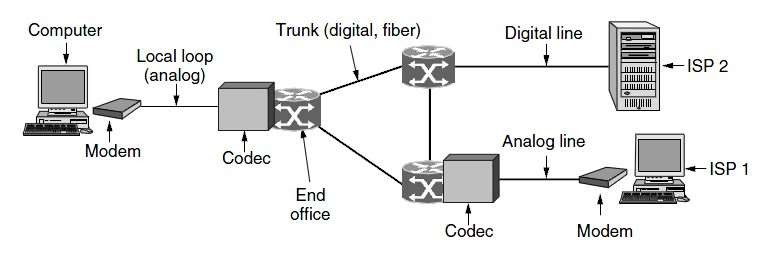 Computer
Local loop
(analog)
Trunk (digital, fiber)
Digital line
ISP 2
Modem
Codec
End
office
Analog line
ISP 1
Codec
Modem